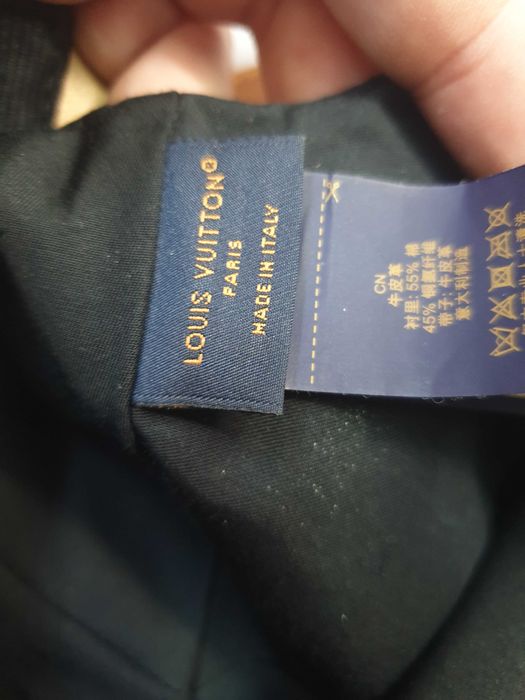 LOUIS VUITTON®
PARIS
MADE IN ITALY
CN
牛皮革
衬里: 55% 棉
45% 铜氨纤维
带子: 牛皮革
意大利制造